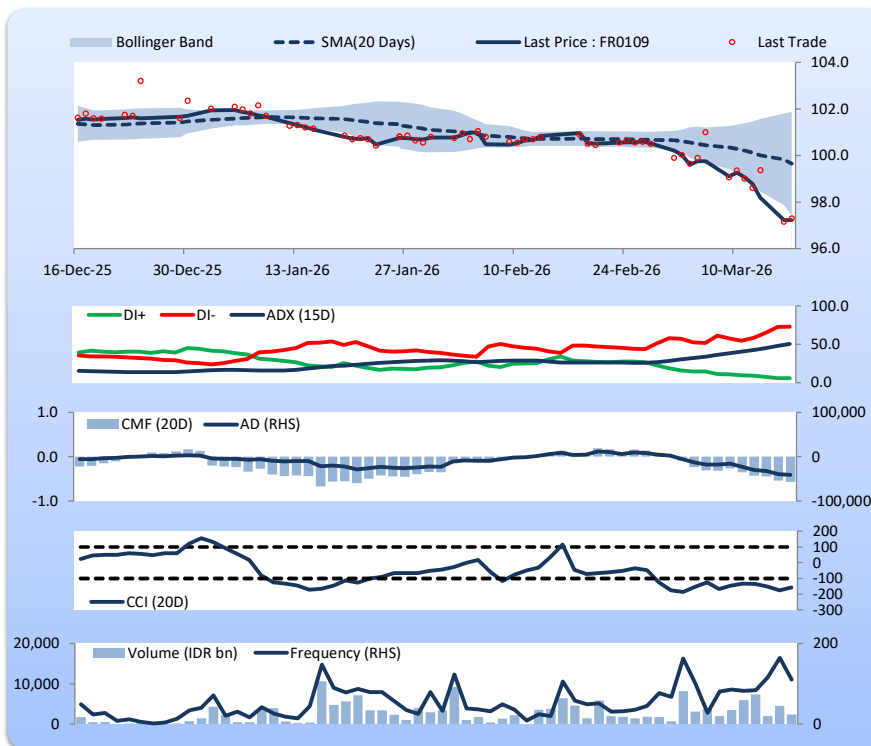 Bollinger Band SMA(20 Days) Last Price : FR0109 Last Trade
104.0
102.0
100.0
98.0
96.0
16-Dec-25 30-Dec-25 13-Jan-26 27-Jan-26 10-Feb-26 24-Feb-26 10-Mar-26
DI+ DI- ADX (15D) 100.0
50.0
0.0
1.0 CMF (20D) AD (RHS) 100,000
0.0 0.0
-1.0 -100,000
200
100
0
-100
-200
CCI (20D) -300
20,000 Volume (IDR bn) Frequency (RHS) 200
10,000 100
0 0